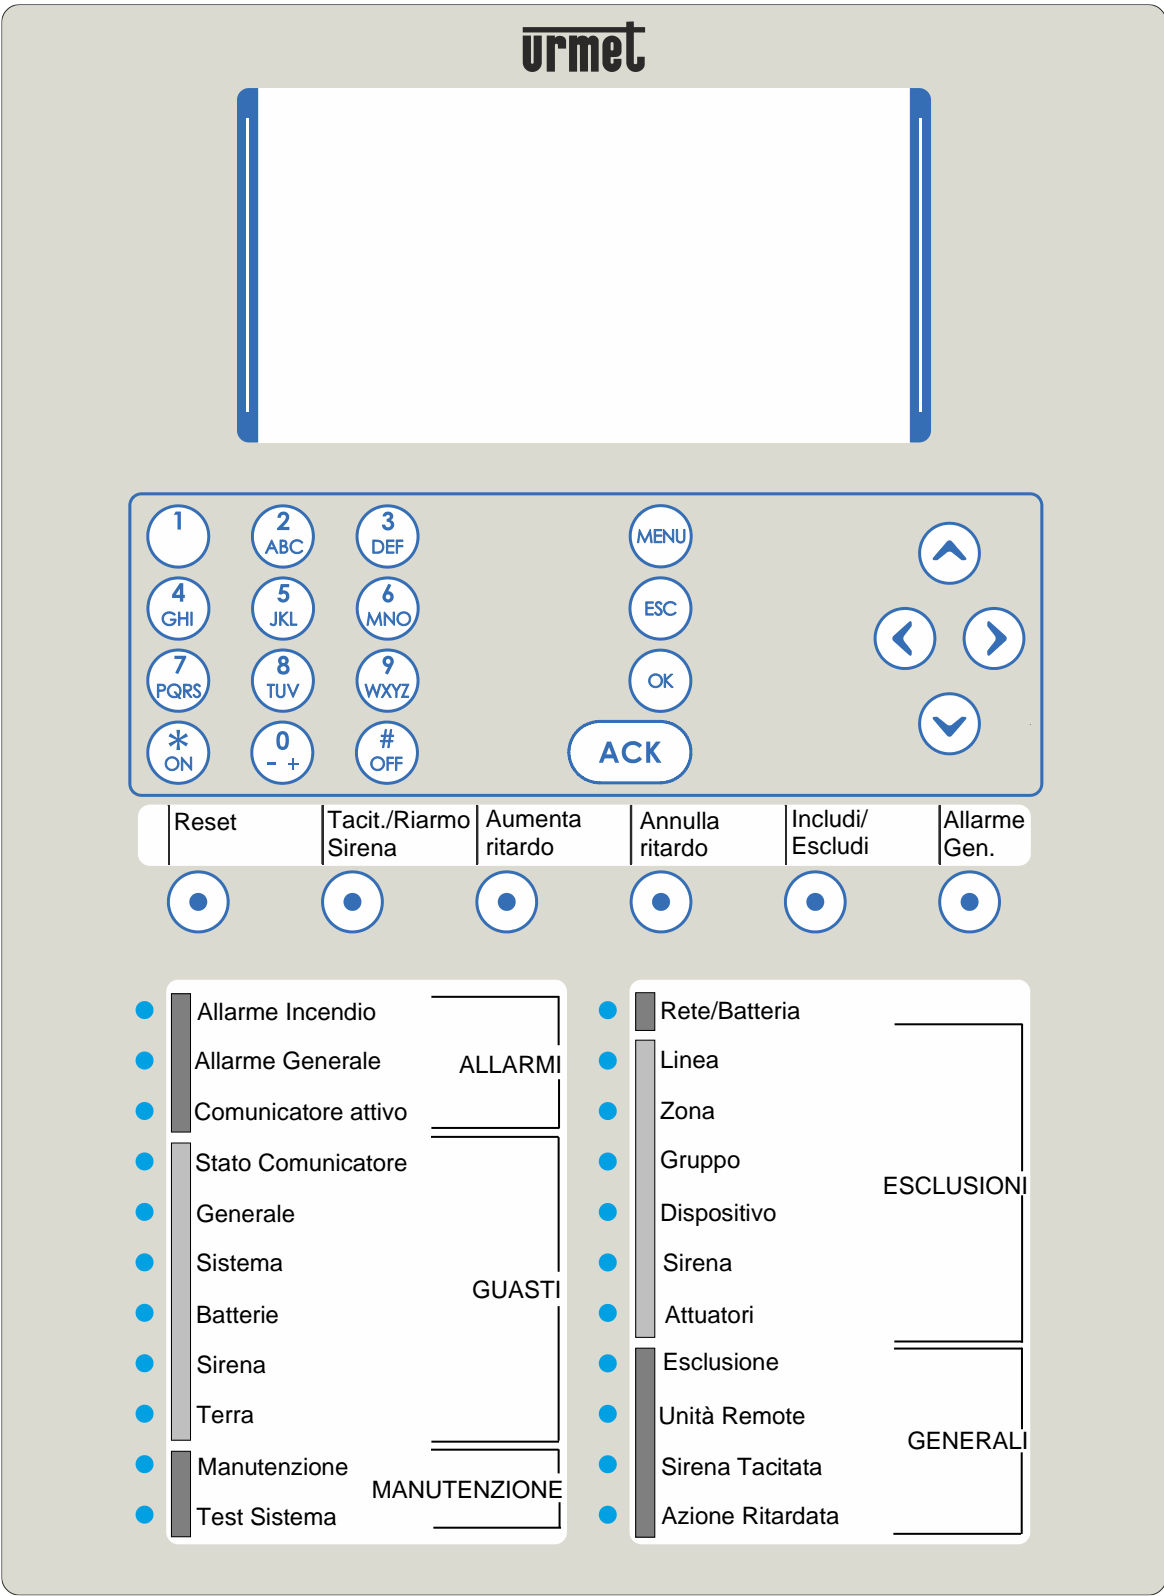 urmet
1
2
ABC
3
DEF
MENU
4
GHI
5
JKL
6
MNO
ESC
7
PQRS
8
TUV
9
WXYZ
OK
*
ON
0
- +
#
OFF
ACK
Reset
Tacit./Riarmo
Sirena
Aumenta
ritardo
Annulla
ritardo
Includi/
Escludi
Allarme
Gen.
Allarme Incendio
Allarme Generale
Comunicatore attivo
ALLARMI
Stato Comunicatore
Generale
Sistema
Batterie
Sirena
Terra
GUASTI
Manutenzione
Test Sistema
MANUTENZIONE
Rete/Batteria
Linea
Zona
Gruppo
Dispositivo
Sirena
Attuatori
ESCLUSIONI
Esclusione
Unità Remote
Sirena Tacitata
Azione Ritardata
GENERALI